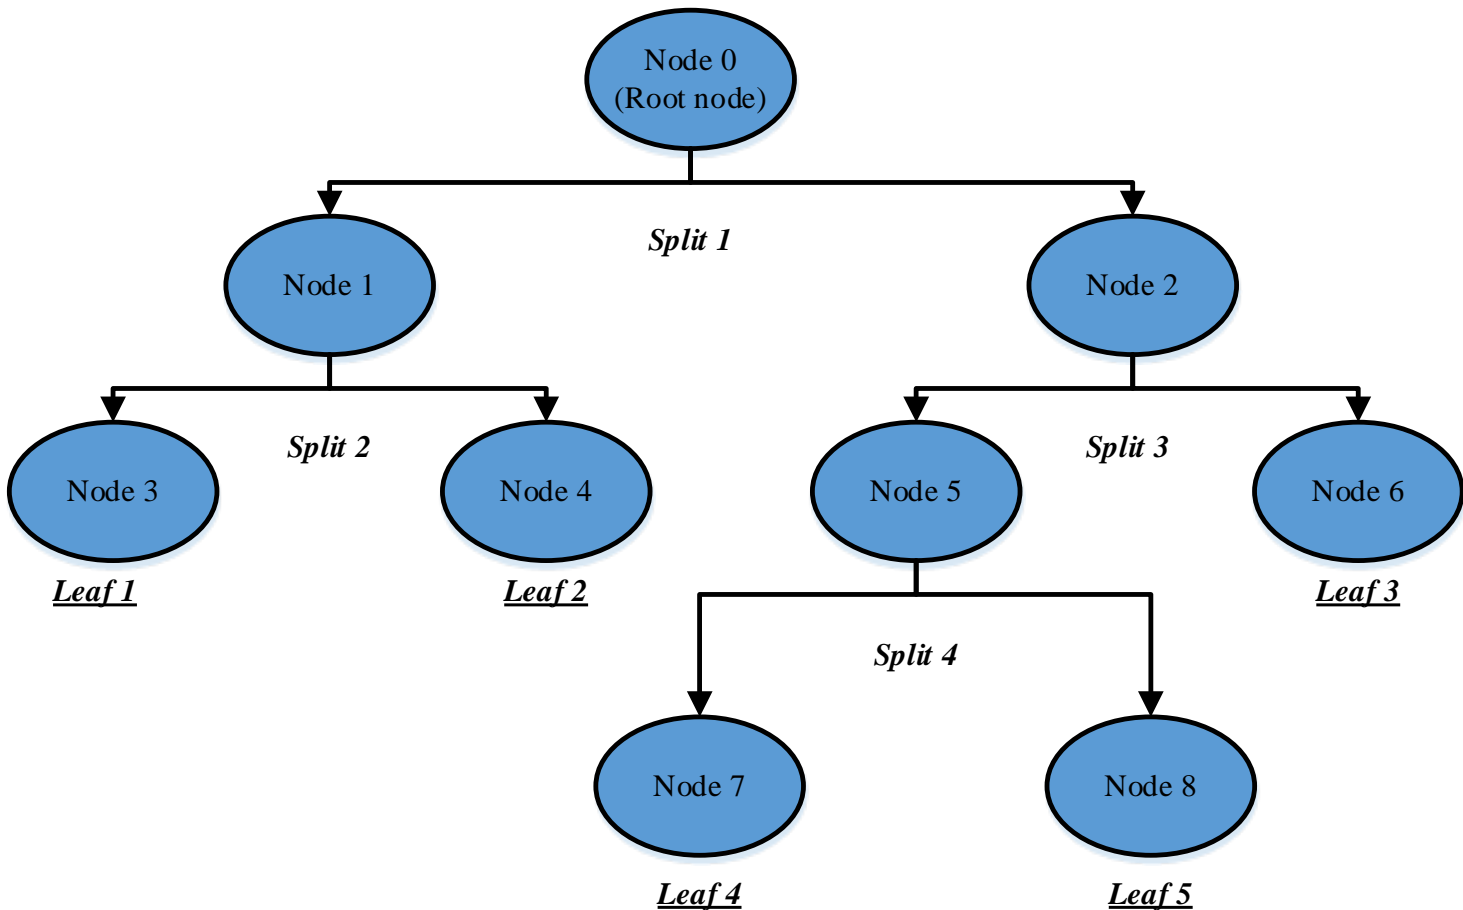 Node 0
(Root node)
Split 1
Node 1
Node 2
Split 2
Split 3
Node 3
Node 4
Node 5
Node 6
Leaf 1
Leaf 2
Leaf 3
Split 4
Node 7
Node 8
Leaf 4
Leaf 5